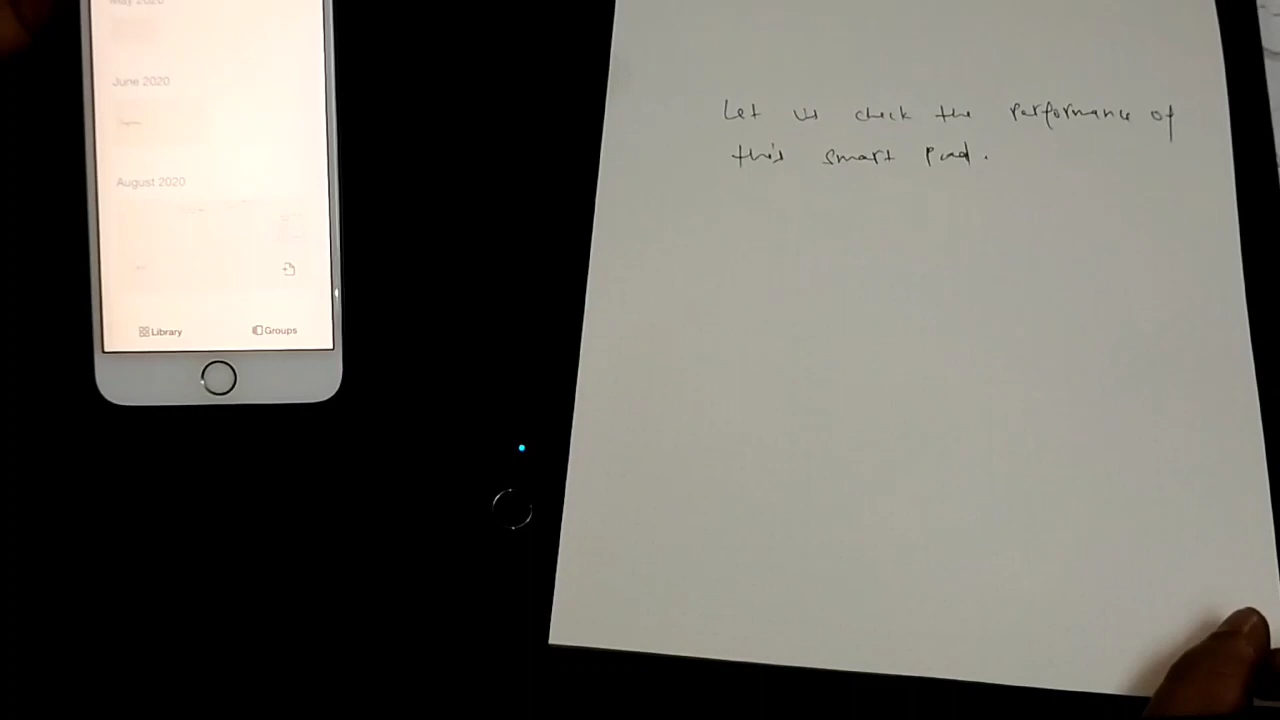 May 2020
June 2020
August 2020
Library
Groups
Let us check the performance of
this smart Pad.